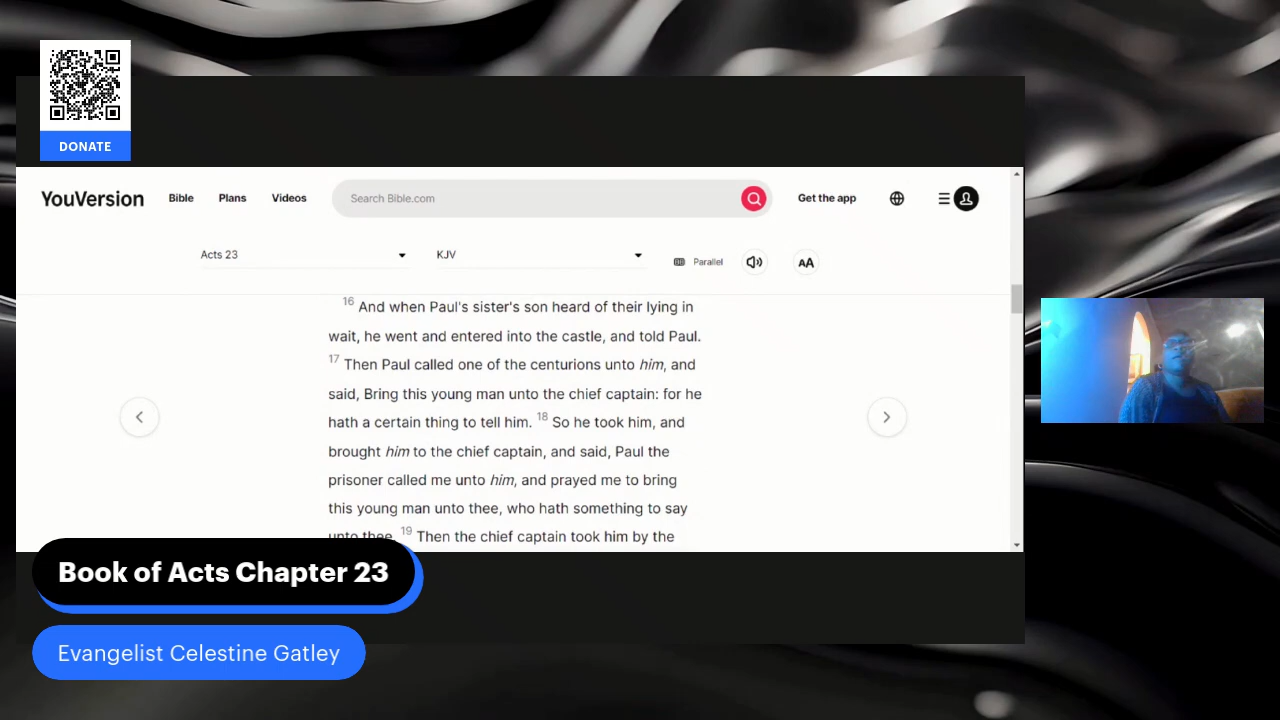 DONATE
YouVersion Bible Plans Videos Search Bible.com Get the app
Acts 23 KJV Parallel AA
16 And when Paul's sister's son heard of their lying in
wait, he went and entered into the castle, and told Paul.
17 Then Paul called one of the centurions unto him, and
said, Bring this young man unto the chief captain: for he
hath a certain thing to tell him. 18 So he took him, and
brought him to the chief captain, and said, Paul the
prisoner called me unto him, and prayed me to bring
this young man unto thee, who hath something to say
unto thee. 19 Then the chief captain took him by the
Book of Acts Chapter 23
Evangelist Celestine Gatley